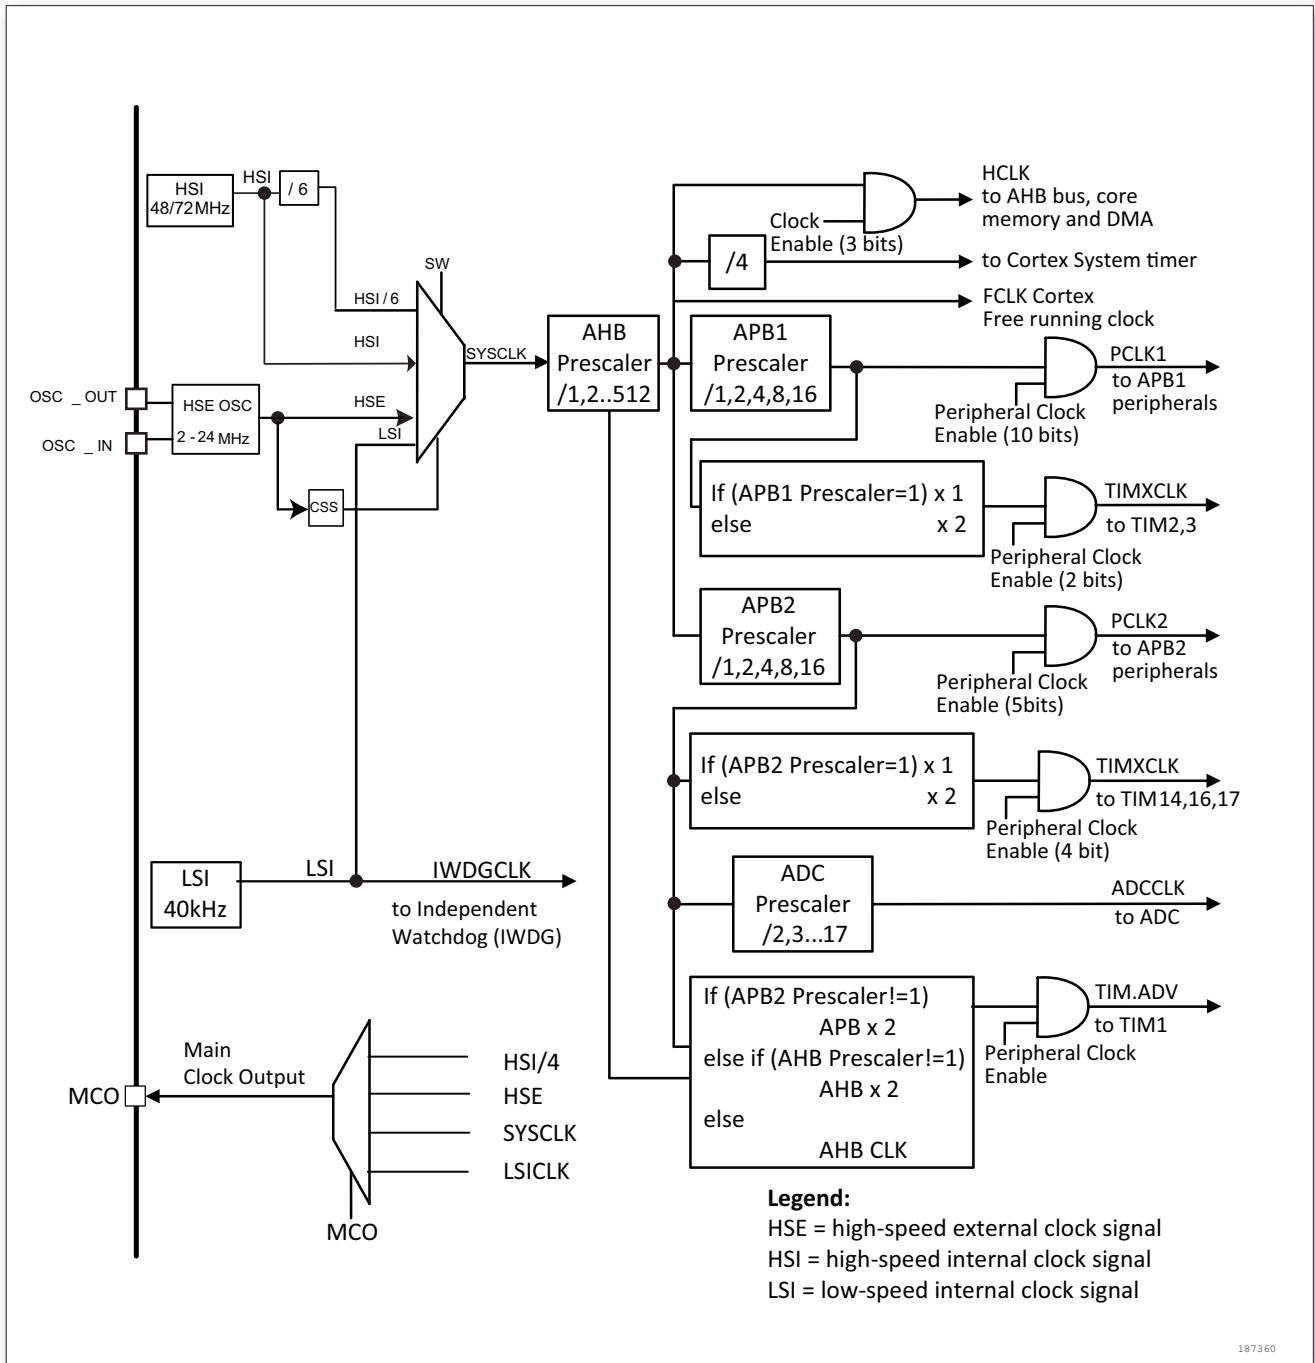 HSI
48/72MHz
HSI
/ 6
SW
HSI / 6
HSI
HSE
LSI
SYSCLK
OSC _ OUT
OSC _ IN
HSE OSC
2 - 24 MHz
CSS
AHB
Prescaler
/1,2..512
Clock
Enable (3 bits)
HCLK
to AHB bus, core
memory and DMA
/4
to Cortex System timer
FCLK Cortex
Free running clock
APB1
Prescaler
/1,2,4,8,16
Peripheral Clock
Enable (10 bits)
PCLK1
to APB1
peripherals
If (APB1 Prescaler=1) x 1
else x 2
Peripheral Clock
Enable (2 bits)
TIMXCLK
to TIM2,3
APB2
Prescaler
/1,2,4,8,16
Peripheral Clock
Enable (5bits)
PCLK2
to APB2
peripherals
If (APB2 Prescaler=1) x 1
else x 2
Peripheral Clock
Enable (4 bit)
TIMXCLK
to TIM14,16,17
LSI
40kHz
LSI
IWDGCLK
to Independent
Watchdog (IWDG)
ADC
Prescaler
/2,3...17
ADCCLK
to ADC
If (APB2 Prescaler!=1)
APB x 2
else if (AHB Prescaler!=1)
AHB x 2
else
AHB CLK
Peripheral Clock
Enable
TIM.ADV
to TIM1
MCO
Main
Clock Output
HSI/4
HSE
SYSCLK
LSICLK
MCO
Legend:
HSE = high-speed external clock signal
HSI = high-speed internal clock signal
LSI = low-speed internal clock signal
187360